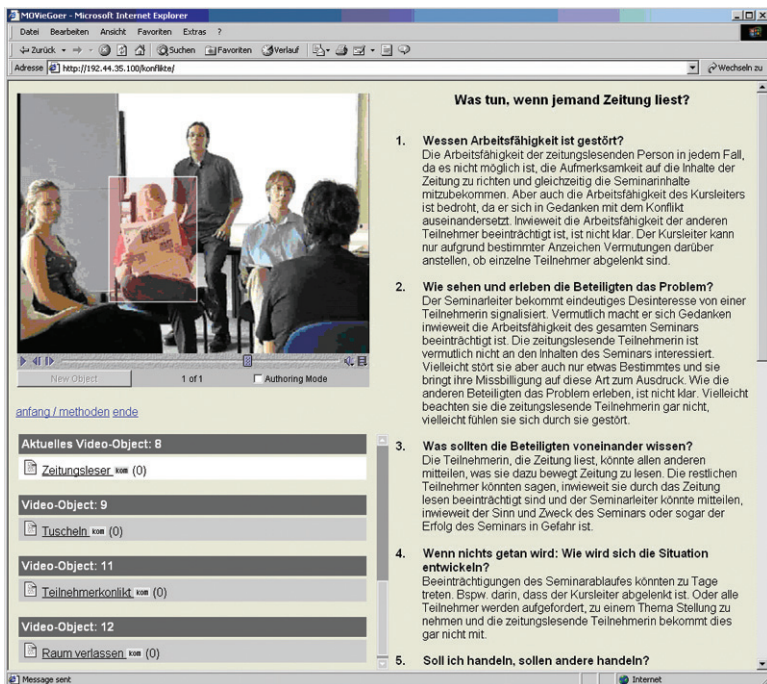 MOVieGoer - Microsoft Internet Explorer
Datei Bearbeiten Ansicht Favoriten Extras ?
Zurück Suchen Favoriten Verlauf
Adresse http://192.44.35.100/konflikte/ Wechseln zu
New Object 1 of 1 Authoring Mode
anfang / methoden ende
Aktuelles Video-Object: 8
Zeitungsleser kom (0)
Video-Object: 9
Tuscheln kom (0)
Video-Object: 11
Teilnehmerkonlikt kom (0)
Video-Object: 12
Raum verlassen kom (0)
Was tun, wenn jemand Zeitung liest?
1. Wessen Arbeitsfähigkeit ist gestört?
Die Arbeitsfähigkeit der zeitungslesenden Person in jedem Fall,
da es nicht möglich ist, die Aufmerksamkeit auf die Inhalte der
Zeitung zu richten und gleichzeitig die Seminarinhalte
mitzubekommen. Aber auch die Arbeitsfähigkeit des Kursleiters
ist bedroht, da er sich in Gedanken mit dem Konflikt
auseinandersetzt. Inwieweit die Arbeitsfähigkeit der anderen
Teilnehmer beeinträchtigt ist, ist nicht klar. Der Kursleiter kann
nur aufgrund bestimmter Anzeichen Vermutungen darüber
anstellen, ob einzelne Teilnehmer abgelenkt sind.
2. Wie sehen und erleben die Beteiligten das Problem?
Der Seminarleiter bekommt eindeutiges Desinteresse von einer
Teilnehmerin signalisiert. Vermutlich macht er sich Gedanken
inwieweit die Arbeitsfähigkeit des gesamten Seminars
beeinträchtigt ist. Die zeitungslesende Teilnehmerin ist
vermutlich nicht an den Inhalten des Seminars interessiert.
Vielleicht stört sie aber auch nur etwas Bestimmtes und sie
bringt ihre Missbilligung auf diese Art zum Ausdruck. Wie die
anderen Beteiligten das Problem erleben, ist nicht klar. Vielleicht
beachten sie die zeitungslesende Teilnehmerin gar nicht,
vielleicht fühlen sie sich durch sie gestört.
3. Was sollten die Beteiligten voneinander wissen?
Die Teilnehmerin, die Zeitung liest, könnte allen anderen
mitteilen, was sie dazu bewegt Zeitung zu lesen. Die restlichen
Teilnehmer könnten sagen, inwieweit sie durch das Zeitung
lesen beeinträchtigt sind und der Seminarleiter könnte mitteilen,
inwieweit der Sinn und Zweck des Seminars oder sogar der
Erfolg des Seminars in Gefahr ist.
4. Wenn nichts getan wird: Wie wird sich die Situation
entwickeln?
Beeinträchtigungen des Seminarablaufes könnten zu Tage
treten. Bspw. darin, dass der Kursleiter abgelenkt ist. Oder alle
Teilnehmer werden aufgefordert, zu einem Thema Stellung zu
nehmen und die zeitungslesende Teilnehmerin bekommt dies
gar nicht mit.
5. Soll ich handeln, sollen andere handeln?
Message sent Internet